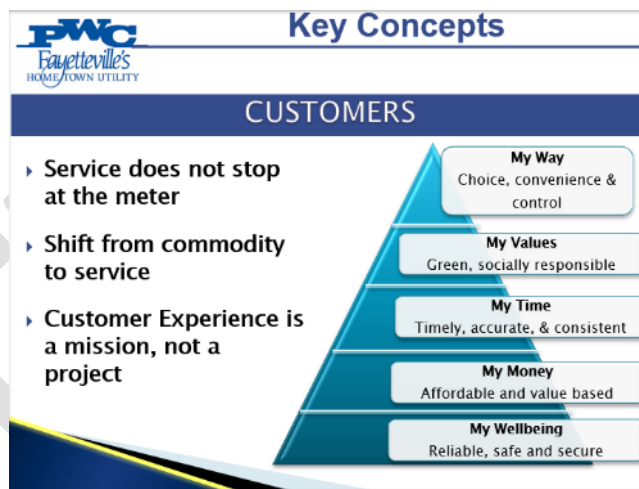 Key Concepts
PWC
Fayetteville's
HOME TOWN UTILITY
CUSTOMERS
Service does not stop
at the meter
Shift from commodity
to service
Customer Experience is
a mission, not a
project
My Way
Choice, convenience &
control
My Values
Green, socially responsible
My Time
Timely, accurate, & consistent
My Money
Affordable and value based
My Wellbeing
Reliable, safe and secure